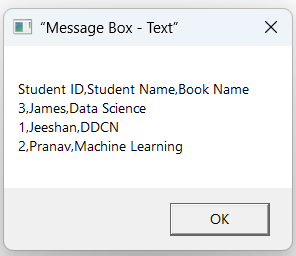 “Message Box - Text”
Student ID,Student Name,Book Name
3,James,Data Science
1,Jeeshan,DDCN
2,Pranav,Machine Learning
OK